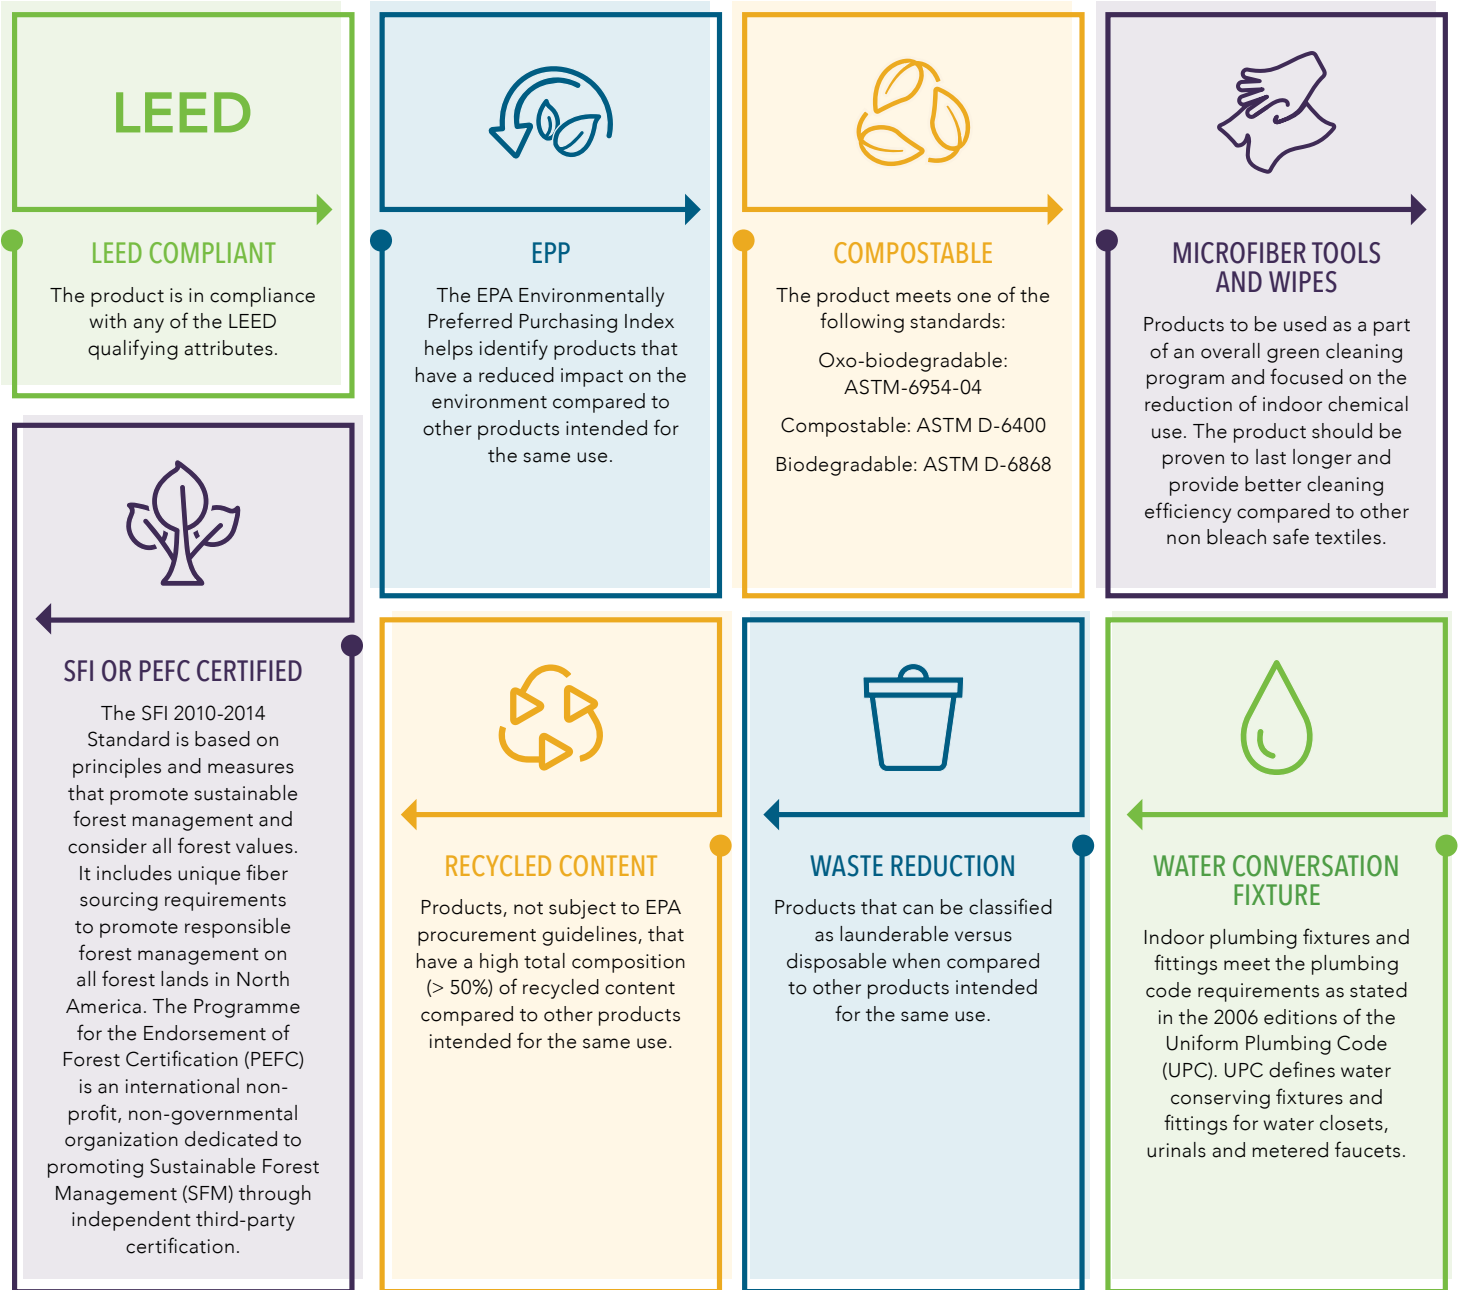 LEED
LEED COMPLIANT
The product is in compliance
with any of the LEED
qualifying attributes.
EPP
The EPA Environmentally
Preferred Purchasing Index
helps identify products that
have a reduced impact on the
environment compared to
other products intended for
the same use.
COMPOSTABLE
The product meets one of the
following standards:
Oxo-biodegradable:
ASTM-6954-04
Compostable: ASTM D-6400
Biodegradable: ASTM D-6868
MICROFIBER TOOLS
AND WIPES
Products to be used as a part
of an overall green cleaning
program and focused on the
reduction of indoor chemical
use. The product should be
proven to last longer and
provide better cleaning
efficiency compared to other
non bleach safe textiles.
SFI OR PEFC CERTIFIED
The SFI 2010-2014
Standard is based on
principles and measures
that promote sustainable
forest management and
consider all forest values.
It includes unique fiber
sourcing requirements
to promote responsible
forest management on
all forest lands in North
America. The Programme
for the Endorsement of
Forest Certification (PEFC)
is an international non-
profit, non-governmental
organization dedicated to
promoting Sustainable Forest
Management (SFM) through
independent third-party
certification.
RECYCLED CONTENT
Products, not subject to EPA
procurement guidelines, that
have a high total composition
(> 50%) of recycled content
compared to other products
intended for the same use.
WASTE REDUCTION
Products that can be classified
as launderable versus
disposable when compared
to other products intended
for the same use.
WATER CONVERSATION
FIXTURE
Indoor plumbing fixtures and
fittings meet the plumbing
code requirements as stated
in the 2006 editions of the
Uniform Plumbing Code
(UPC). UPC defines water
conserving fixtures and
fittings for water closets,
urinals and metered faucets.